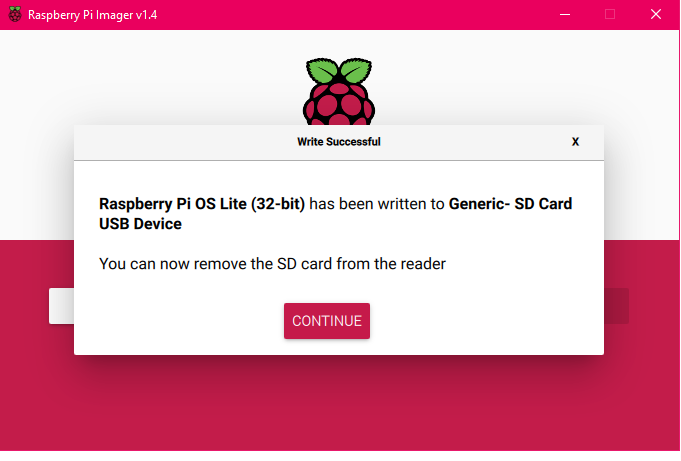 Raspberry Pi Imager v1.4
Write Successful X
Raspberry Pi OS Lite (32-bit) has been written to Generic- SD Card
USB Device
You can now remove the SD card from the reader
CONTINUE